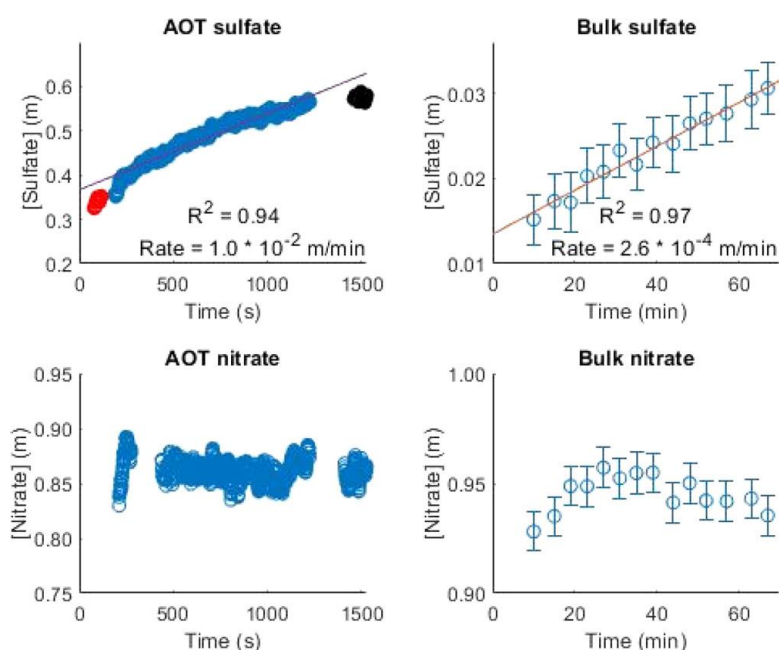 AOT sulfate
[Sulfate] (m)
0.6
0.5
0.4
0.3
0.2
R² = 0.94
Rate = 1.0 * 10⁻² m/min
0 500 1000 1500
Time (s)
Bulk sulfate
[Sulfate] (m)
0.03
0.02
0.01
R² = 0.97
Rate = 2.6 * 10⁻⁴ m/min
0 20 40 60
Time (min)
AOT nitrate
[Nitrate] (m)
0.95
0.90
0.85
0.80
0.75
0 500 1000 1500
Time (s)
Bulk nitrate
[Nitrate] (m)
1.00
0.95
0.90
0 20 40 60
Time (min)